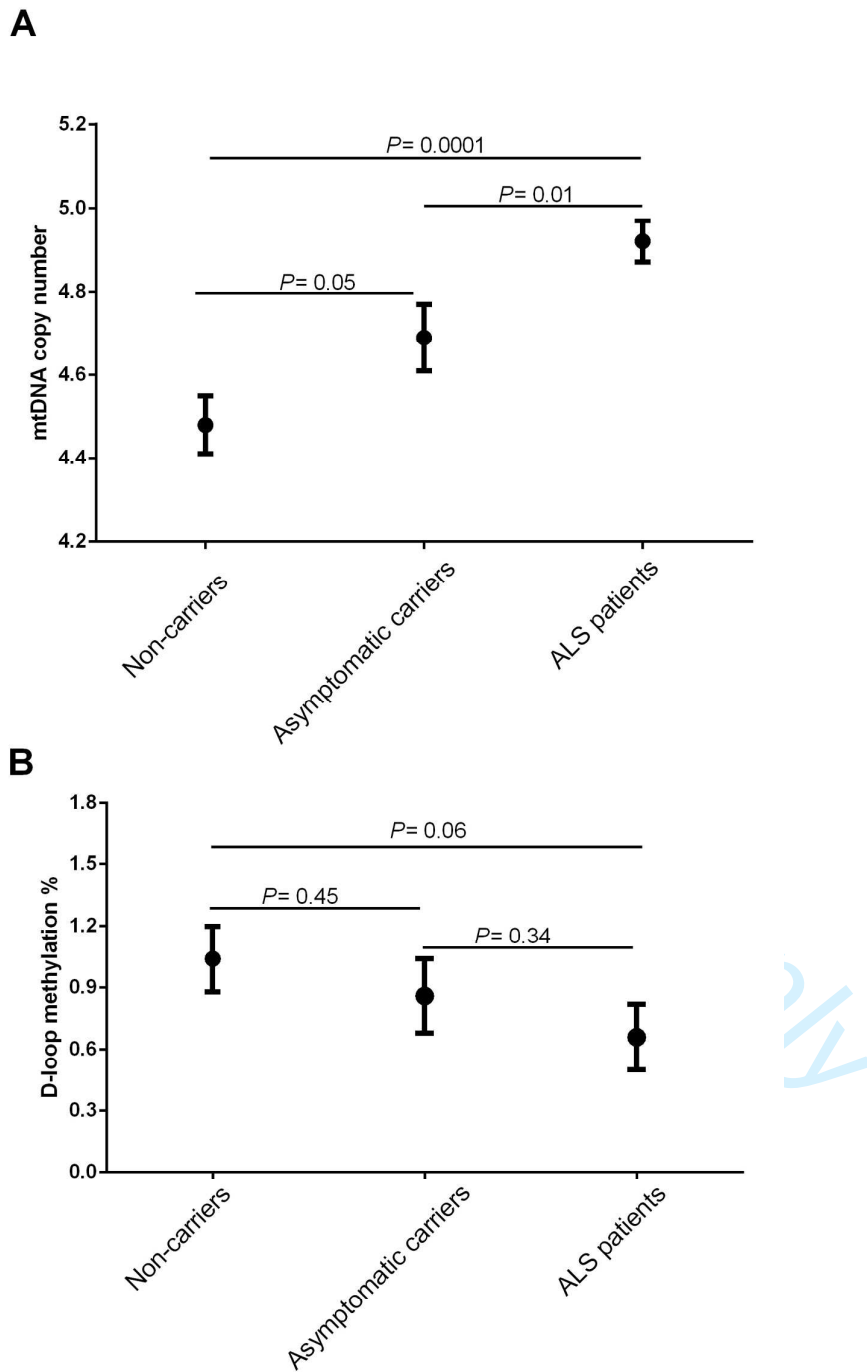 A
5.2
P= 0.0001
5.0
P= 0.01
4.8
P= 0.05
4.6
4.4
4.2
mtDNA copy number
Non-carriers
Asymptomatic carriers
ALS patients
B
1.8
P= 0.06
1.5
P= 0.45
1.2
P= 0.34
0.9
0.6
0.3
0.0
D-loop methylation %
Non-carriers
Asymptomatic carriers
ALS patients